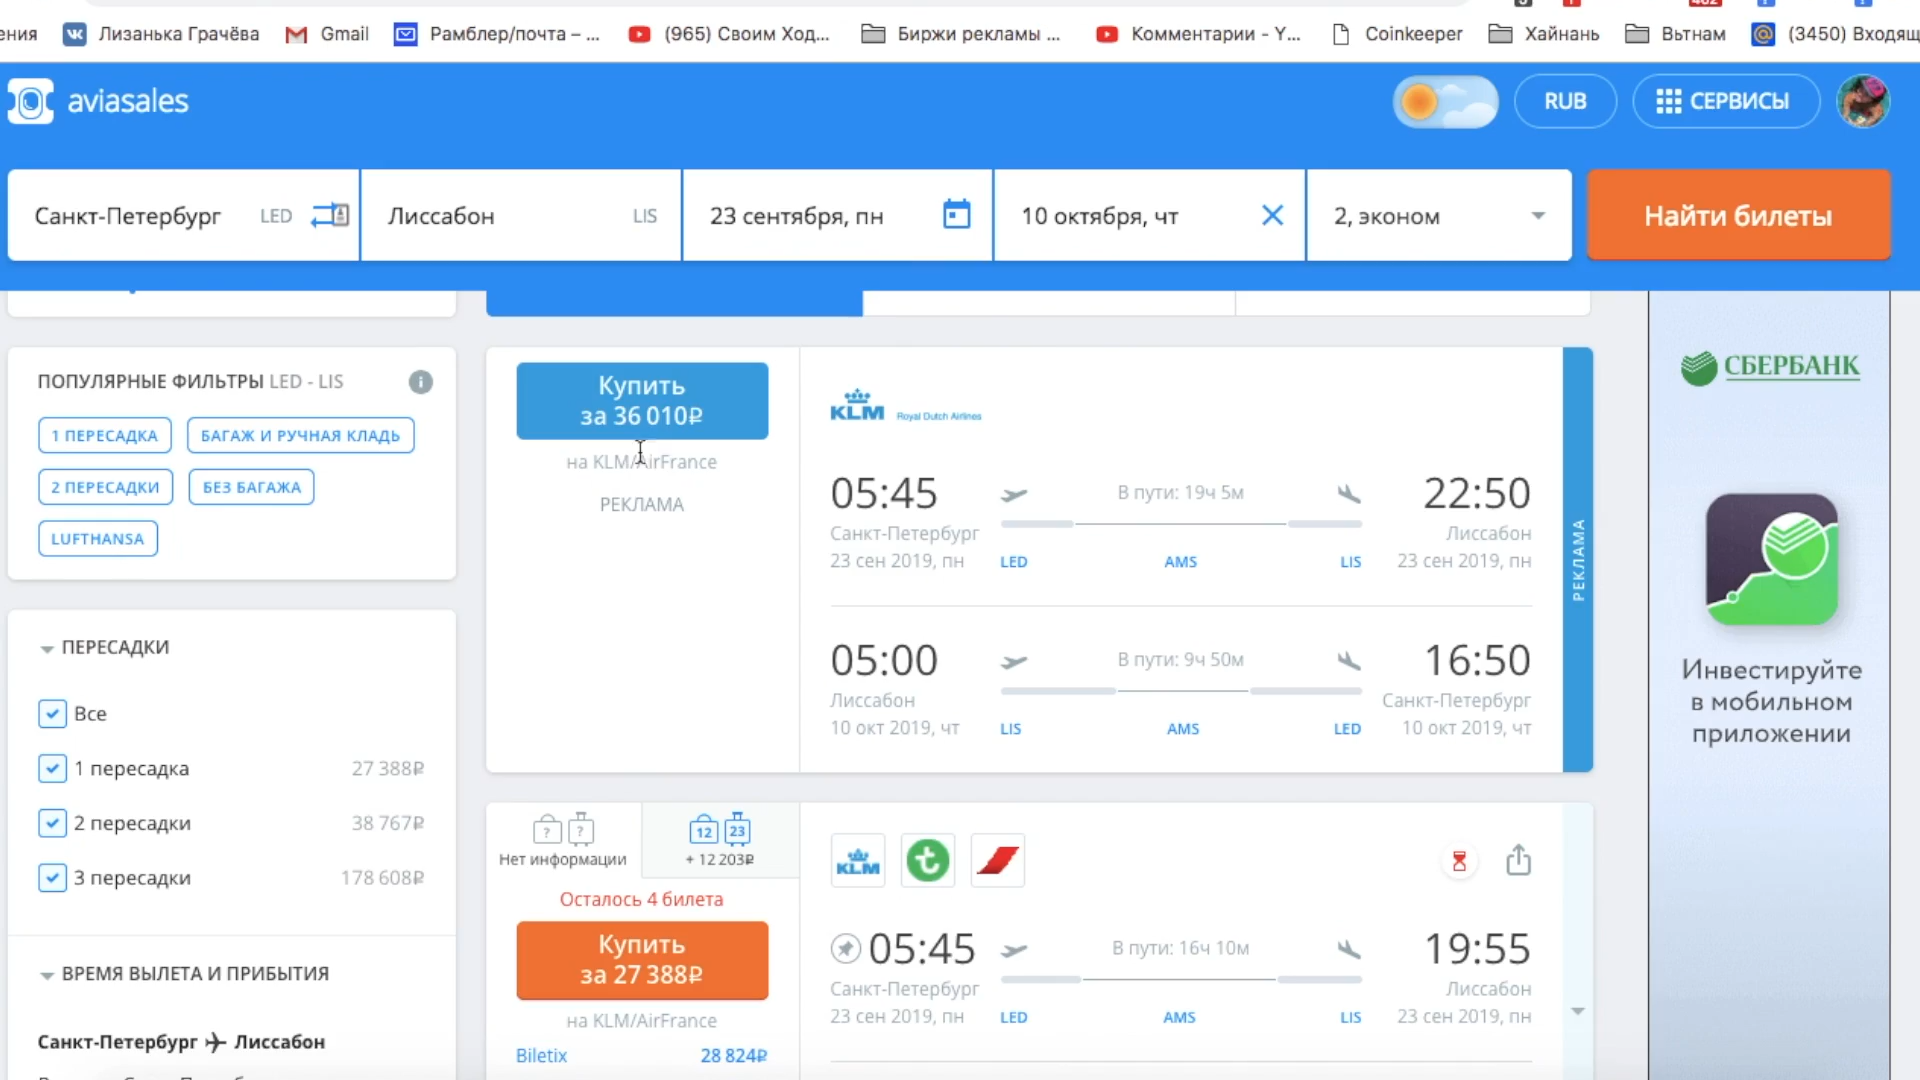 ения
Лизанька Грачёва
Gmail
Рамблер/почта – ...
(965) Своим Ход...
Биржи рекламы ...
Комментарии - Y...
Coinkeeper
Хайнань
Вьтнам
(3450) Входящ
aviasales
RUB
СЕРВИСЫ
Санкт-Петербург LED
Лиссабон LIS
23 сентября, пн
10 октября, чт
2, эконом
Найти билеты
ПОПУЛЯРНЫЕ ФИЛЬТРЫ LED - LIS
1 ПЕРЕСАДКА
БАГАЖ И РУЧНАЯ КЛАДЬ
2 ПЕРЕСАДКИ
БЕЗ БАГАЖА
LUFTHANSA
ПЕРЕСАДКИ
Все
1 пересадка 27 388₽
2 пересадки 38 767₽
3 пересадки 178 608₽
ВРЕМЯ ВЫЛЕТА И ПРИБЫТИЯ
Санкт-Петербург Лиссабон
Купить
за 36 010₽
на KLM/AirFrance
РЕКЛАМА
KLM Royal Dutch Airlines
05:45 В пути: 19ч 5м 22:50
Санкт-Петербург Лиссабон
23 сен 2019, пн LED AMS LIS 23 сен 2019, пн
05:00 В пути: 9ч 50м 16:50
Лиссабон Санкт-Петербург
10 окт 2019, чт LIS AMS LED 10 окт 2019, чт
РЕКЛАМА
? ?
Нет информации
12 23
+ 12 203₽
Осталось 4 билета
Купить
за 27 388₽
на KLM/AirFrance
Biletix 28 824₽
KLM
05:45 В пути: 16ч 10м 19:55
Санкт-Петербург Лиссабон
23 сен 2019, пн LED AMS LIS 23 сен 2019, пн
СБЕРБАНК
Инвестируйте
в мобильном
приложении